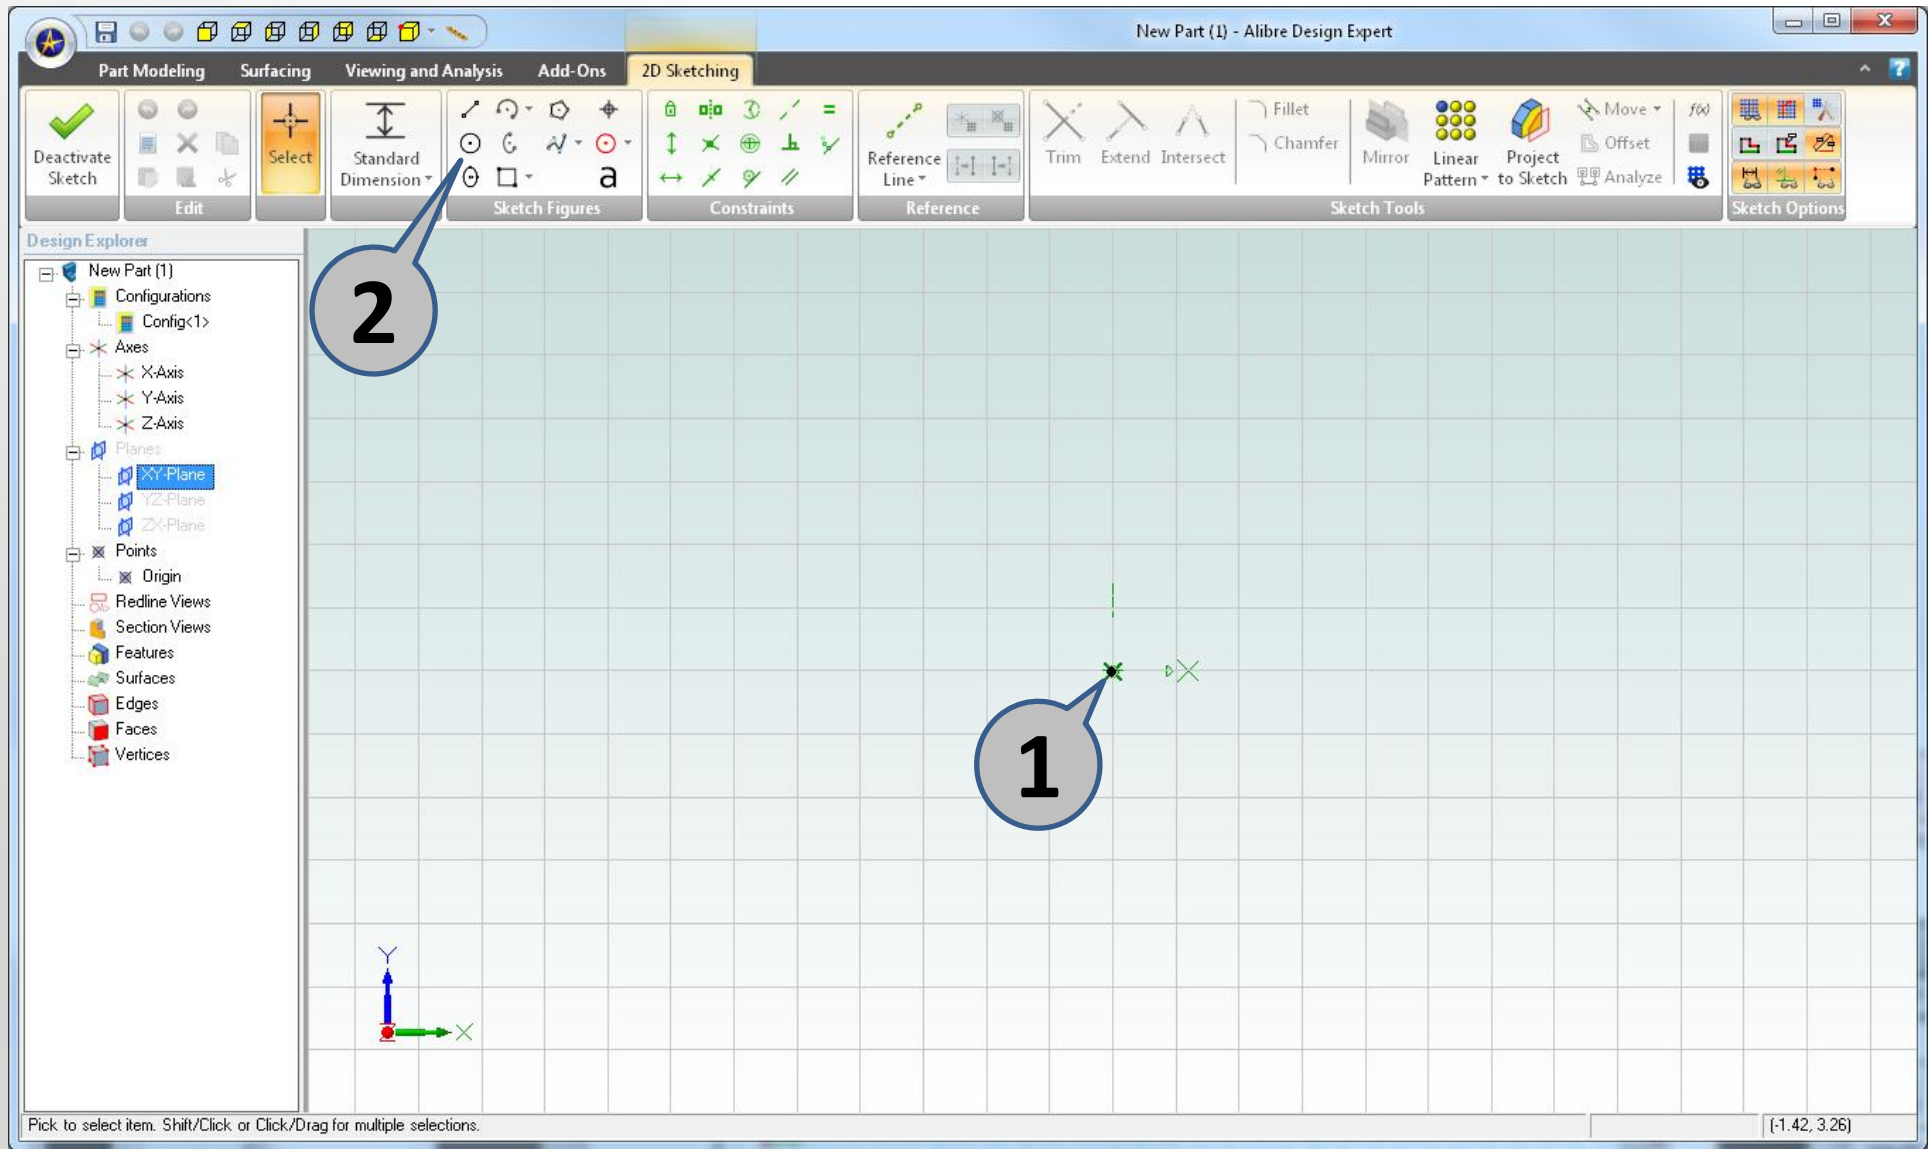 New Part (1) - Alibre Design Expert
Part Modeling Surfacing Viewing and Analysis Add-Ons 2D Sketching
Deactivate Sketch
Edit
Select
Standard Dimension
a
Sketch Figures
Constraints
Reference Line
Reference
Trim Extend Intersect
Fillet
Chamfer
Mirror
Linear Pattern
Project to Sketch
Move
Offset
Analyze
f(x)
Sketch Tools
Sketch Options
Design Explorer
New Part (1)
Configurations
Config<1>
Axes
X-Axis
Y-Axis
Z-Axis
Planes
XY-Plane
YZ-Plane
ZX-Plane
Points
Origin
Redline Views
Section Views
Features
Surfaces
Edges
Faces
Vertices
2
1
X
Y
X
Z
Pick to select item. Shift/Click or Click/Drag for multiple selections.
(-1.42, 3.26)